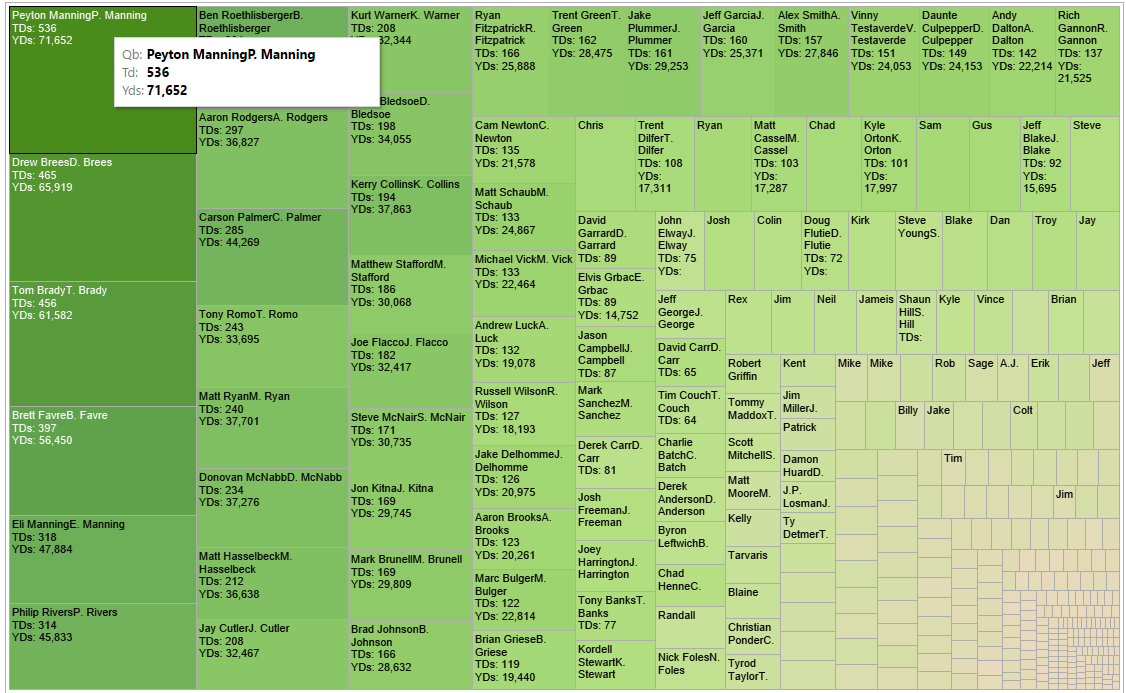 Peyton ManningP. Manning
TDs: 536
YDs: 71,652
Qb: Peyton ManningP. Manning
Td: 536
Yds: 71,652
Drew BreesD. Brees
TDs: 465
YDs: 65,919
Tom BradyT. Brady
TDs: 456
YDs: 61,582
Brett FavreB. Favre
TDs: 397
YDs: 56,450
Eli ManningE. Manning
TDs: 318
YDs: 47,884
Philip RiversP. Rivers
TDs: 314
YDs: 45,833
Ben RoethlisbergerB.
Roethlisberger
Aaron RodgersA. Rodgers
TDs: 297
YDs: 36,827
Carson PalmerC. Palmer
TDs: 285
YDs: 44,269
Tony RomoT. Romo
TDs: 243
YDs: 33,695
Matt RyanM. Ryan
TDs: 240
YDs: 37,701
Donovan McNabbD. McNabb
TDs: 234
YDs: 37,276
Matt HasselbeckM.
Hasselbeck
TDs: 212
YDs: 36,638
Jay CutlerJ. Cutler
TDs: 208
YDs: 32,467
Kurt WarnerK. Warner
TDs: 208
32,344
BledsoeD.
Bledsoe
TDs: 198
YDs: 34,055
Kerry CollinsK. Collins
TDs: 194
YDs: 37,863
Matthew StaffordM.
Stafford
TDs: 186
YDs: 30,068
Joe FlaccoJ. Flacco
TDs: 182
YDs: 32,417
Steve McNairS. McNair
TDs: 171
YDs: 30,735
Jon KitnaJ. Kitna
TDs: 169
YDs: 29,745
Mark BrunellM. Brunell
TDs: 169
YDs: 29,809
Brad JohnsonB.
Johnson
TDs: 166
YDs: 28,632
Ryan
FitzpatrickR.
Fitzpatrick
TDs: 166
YDs: 25,888
Trent GreenT.
Green
TDs: 162
YDs: 28,475
Jake
PlummerJ.
Plummer
TDs: 161
YDs: 29,253
Jeff GarciaJ.
Garcia
TDs: 160
YDs: 25,371
Alex SmithA.
Smith
TDs: 157
YDs: 27,846
Vinny
TestaverdeV.
Testaverde
TDs: 151
YDs: 24,053
Daunte
CulpepperD.
Culpepper
TDs: 149
YDs: 24,153
Andy
DaltonA.
Dalton
TDs: 142
YDs: 22,214
Rich
GannonR.
Gannon
TDs: 137
YDs:
21,525
Cam NewtonC.
Newton
TDs: 135
YDs: 21,578
Matt SchaubM.
Schaub
TDs: 133
YDs: 24,867
Michael VickM. Vick
TDs: 133
YDs: 22,464
Andrew LuckA.
Luck
TDs: 132
YDs: 19,078
Russell WilsonR.
Wilson
TDs: 127
YDs: 18,193
Jake DelhommeJ.
Delhomme
TDs: 126
YDs: 20,975
Aaron BrooksA.
Brooks
TDs: 123
YDs: 20,261
Marc BulgerM.
Bulger
TDs: 122
YDs: 22,814
Brian GrieseB.
Griese
TDs: 119
YDs: 19,440
Chris
Trent
DilferT.
Dilfer
TDs: 108
YDs:
17,311
Ryan
Matt
CasselM.
Cassel
TDs: 103
YDs:
17,287
Chad
Kyle
OrtonK.
Orton
TDs: 101
YDs:
17,997
Sam
Gus
Jeff
BlakeJ.
Blake
TDs: 92
YDs:
15,695
Steve
David
GarrardD.
Garrard
TDs: 89
Elvis GrbacE.
Grbac
TDs: 89
YDs: 14,752
Jason
CampbellJ.
Campbell
TDs: 87
Mark
SanchezM.
Sanchez
Derek CarrD.
Carr
TDs: 81
Josh
FreemanJ.
Freeman
Joey
HarringtonJ.
Harrington
Tony BanksT.
Banks
TDs: 77
Kordell
StewartK.
Stewart
John
ElwayJ.
Elway
TDs: 75
YDs:
Josh
Colin
Doug
FlutieD.
Flutie
TDs: 72
YDs:
Kirk
Steve
YoungS.
Blake
Dan
Troy
Jay
Jeff
GeorgeJ.
George
David CarrD.
Carr
TDs: 65
Tim CouchT.
Couch
TDs: 64
Charlie
BatchC.
Batch
Derek
AndersonD.
Anderson
Byron
LeftwichB.
Chad
HenneC.
Randall
Nick FolesN.
Foles
Rex
Jim
Neil
Jameis
Shaun
HillS.
Hill
TDs:
Kyle
Vince
Brian
Robert
Griffin
Tommy
MaddoxT.
Scott
MitchellS.
Matt
MooreM.
Kelly
Tarvaris
Blaine
Christian
PonderC.
Tyrod
TaylorT.
Kent
Jim
MillerJ.
Patrick
Damon
HuardD.
J.P.
LosmanJ.
Ty
DetmerT.
Mike
Mike
Rob
Sage
A.J.
Erik
Jeff
Billy
Jake
Colt
Tim
Jim